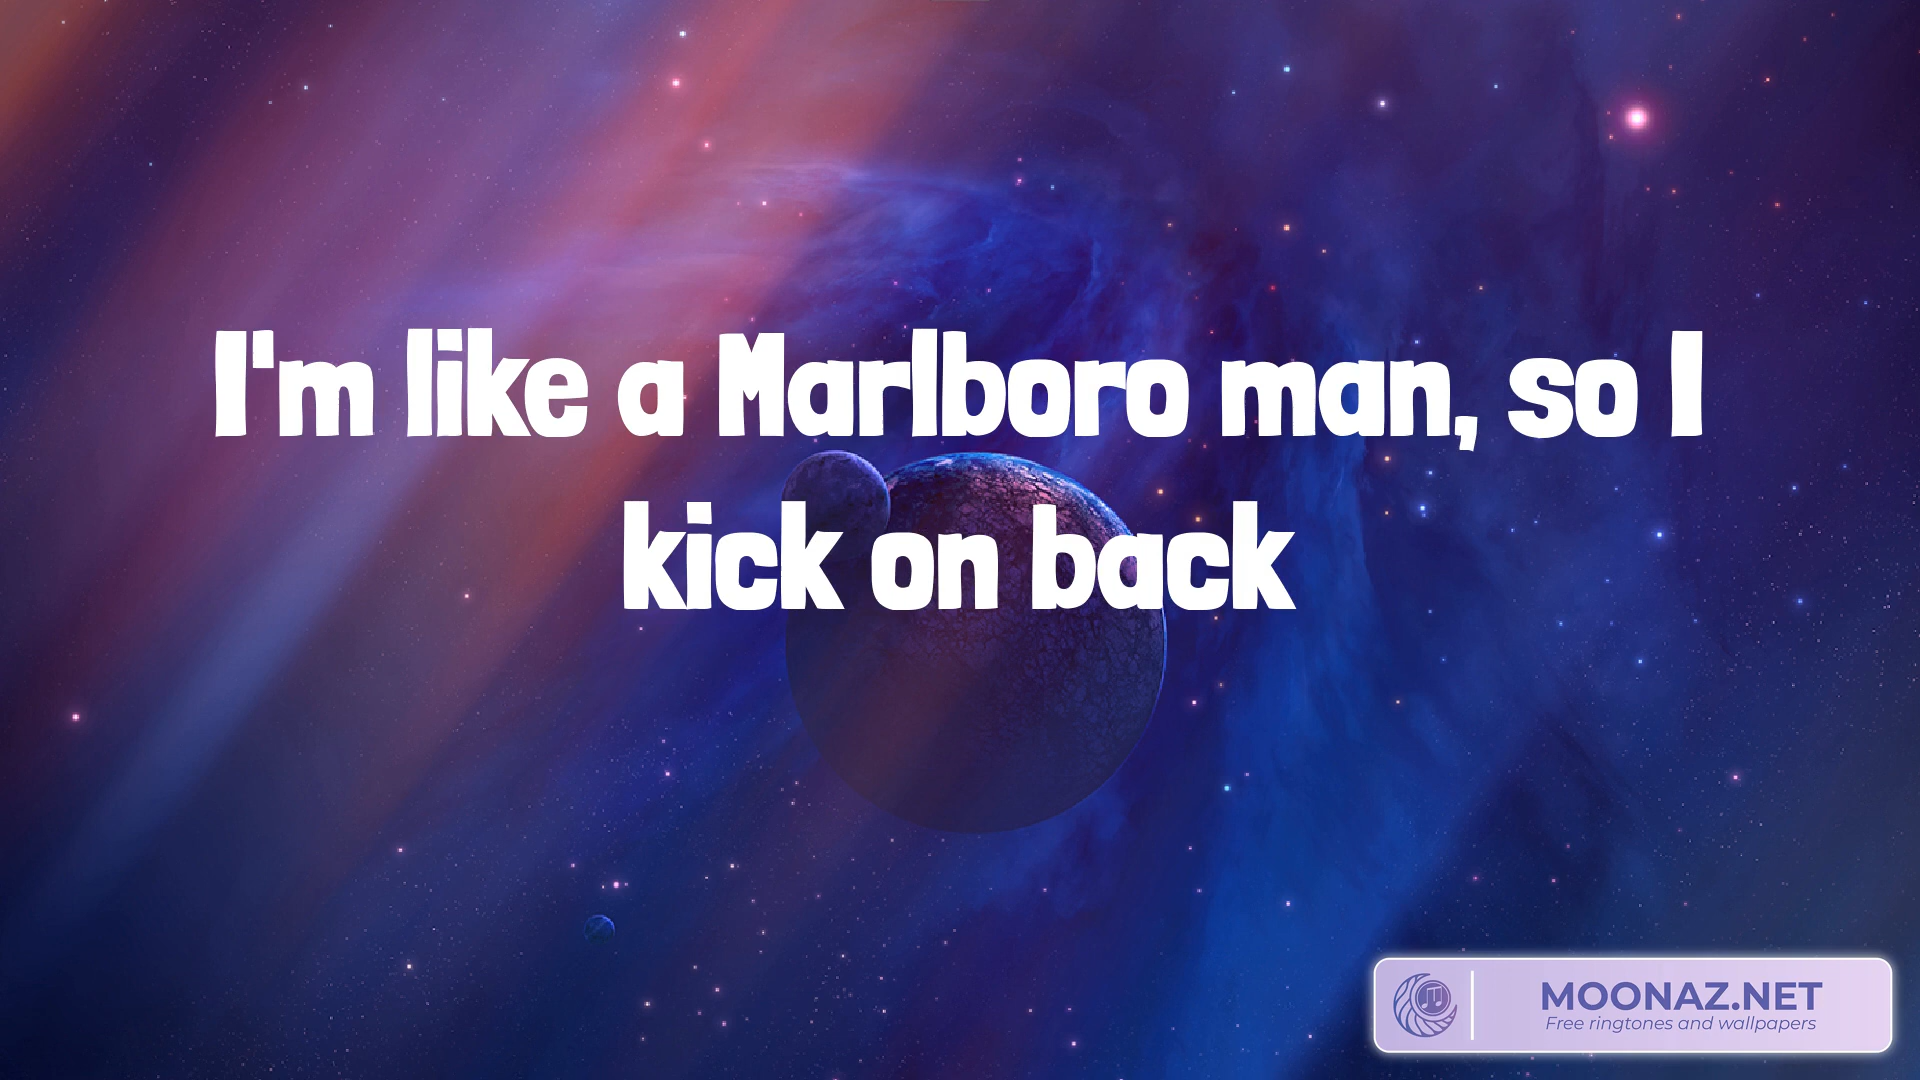 I'm like a Marlboro man, so I
kick on back
MOONAZ.NET
Free ringtones and wallpapers